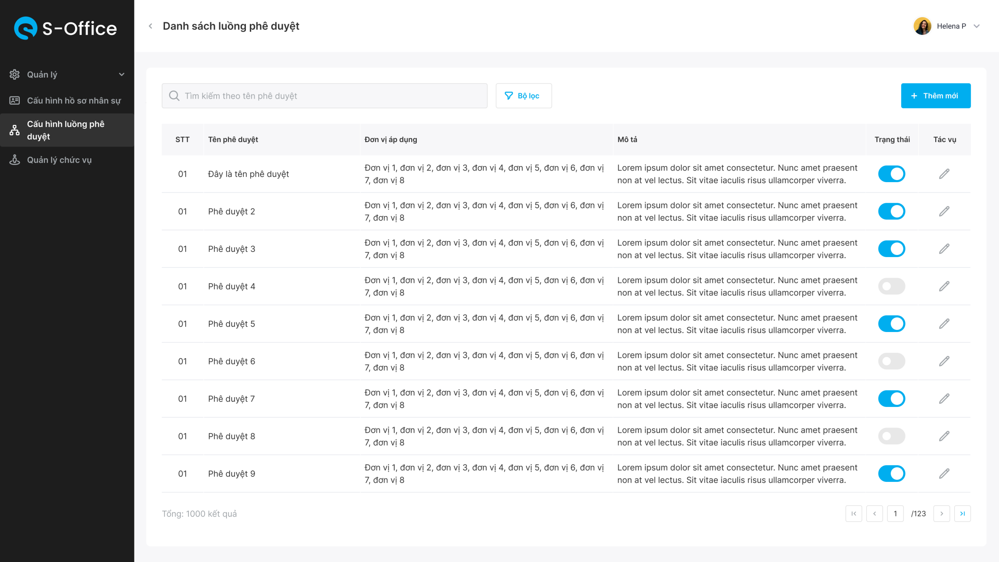 S-Office
Danh sách luồng phê duyệt
Helena P
Quản lý
Cấu hình hồ sơ nhân sự
Cấu hình luồng phê
duyệt
Quản lý chức vụ
Tìm kiếm theo tên phê duyệt
Bộ lọc
Thêm mới
STT Tên phê duyệt Đơn vị áp dụng Mô tả Trạng thái Tác vụ
01 Đây là tên phê duyệt
Đơn vị 1, đơn vị 2, đơn vị 3, đơn vị 4, đơn vị 5, đơn vị 6, đơn vị
7, đơn vị 8
Lorem ipsum dolor sit amet consectetur. Nunc amet praesent
non at vel lectus. Sit vitae iaculis risus ullamcorper viverra.
01 Phê duyệt 2
Đơn vị 1, đơn vị 2, đơn vị 3, đơn vị 4, đơn vị 5, đơn vị 6, đơn vị
7, đơn vị 8
Lorem ipsum dolor sit amet consectetur. Nunc amet praesent
non at vel lectus. Sit vitae iaculis risus ullamcorper viverra.
01 Phê duyệt 3
Đơn vị 1, đơn vị 2, đơn vị 3, đơn vị 4, đơn vị 5, đơn vị 6, đơn vị
7, đơn vị 8
Lorem ipsum dolor sit amet consectetur. Nunc amet praesent
non at vel lectus. Sit vitae iaculis risus ullamcorper viverra.
01 Phê duyệt 4
Đơn vị 1, đơn vị 2, đơn vị 3, đơn vị 4, đơn vị 5, đơn vị 6, đơn vị
7, đơn vị 8
Lorem ipsum dolor sit amet consectetur. Nunc amet praesent
non at vel lectus. Sit vitae iaculis risus ullamcorper viverra.
01 Phê duyệt 5
Đơn vị 1, đơn vị 2, đơn vị 3, đơn vị 4, đơn vị 5, đơn vị 6, đơn vị
7, đơn vị 8
Lorem ipsum dolor sit amet consectetur. Nunc amet praesent
non at vel lectus. Sit vitae iaculis risus ullamcorper viverra.
01 Phê duyệt 6
Đơn vị 1, đơn vị 2, đơn vị 3, đơn vị 4, đơn vị 5, đơn vị 6, đơn vị
7, đơn vị 8
Lorem ipsum dolor sit amet consectetur. Nunc amet praesent
non at vel lectus. Sit vitae iaculis risus ullamcorper viverra.
01 Phê duyệt 7
Đơn vị 1, đơn vị 2, đơn vị 3, đơn vị 4, đơn vị 5, đơn vị 6, đơn vị
7, đơn vị 8
Lorem ipsum dolor sit amet consectetur. Nunc amet praesent
non at vel lectus. Sit vitae iaculis risus ullamcorper viverra.
01 Phê duyệt 8
Đơn vị 1, đơn vị 2, đơn vị 3, đơn vị 4, đơn vị 5, đơn vị 6, đơn vị
7, đơn vị 8
Lorem ipsum dolor sit amet consectetur. Nunc amet praesent
non at vel lectus. Sit vitae iaculis risus ullamcorper viverra.
01 Phê duyệt 9
Đơn vị 1, đơn vị 2, đơn vị 3, đơn vị 4, đơn vị 5, đơn vị 6, đơn vị
7, đơn vị 8
Lorem ipsum dolor sit amet consectetur. Nunc amet praesent
non at vel lectus. Sit vitae iaculis risus ullamcorper viverra.
Tổng: 1000 kết quả
1 /123